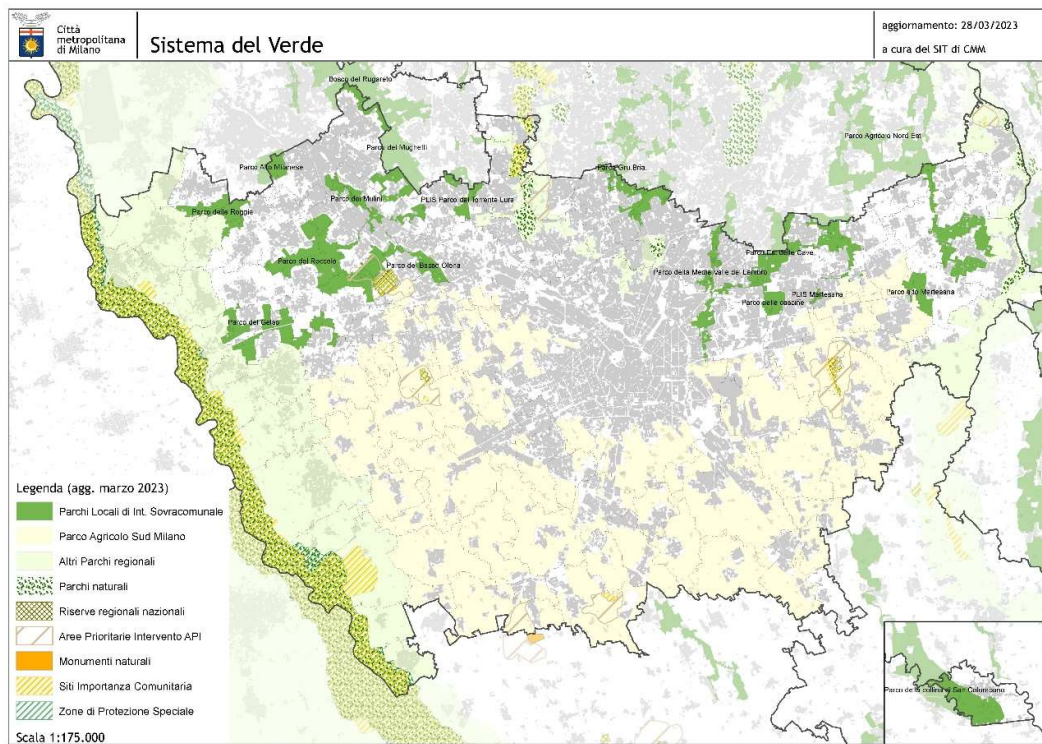 Città
metropolitana
di Milano
Sistema del Verde
aggiornamento: 28/03/2023
a cura del SIT di CMM
Bosco del Rugareto
Parco dei Mughetti
Parco Agricolo Nord Est
Parco Alto Milanese
Parco Gru.Bria.
Parco dei Mulini
PLIS Parco del Torrente Lura
Parco delle Roggie
Parco del Roccolo
Parco del Basso Olona
Parco Est delle Cave
Parco della Media Valle del Lambro
PLIS Martesana
Parco Alto Martesana
Parco delle cascine
Parco del Gelso
Legenda (agg. marzo 2023)
Parchi Locali di Int. Sovracomunale
Parco Agricolo Sud Milano
Altri Parchi regionali
Parchi naturali
Riserve regionali nazionali
Aree Prioritarie Intervento API
Monumenti naturali
Siti Importanza Comunitaria
Zone di Protezione Speciale
Scala 1:175.000
Parco della collina di San Colombano